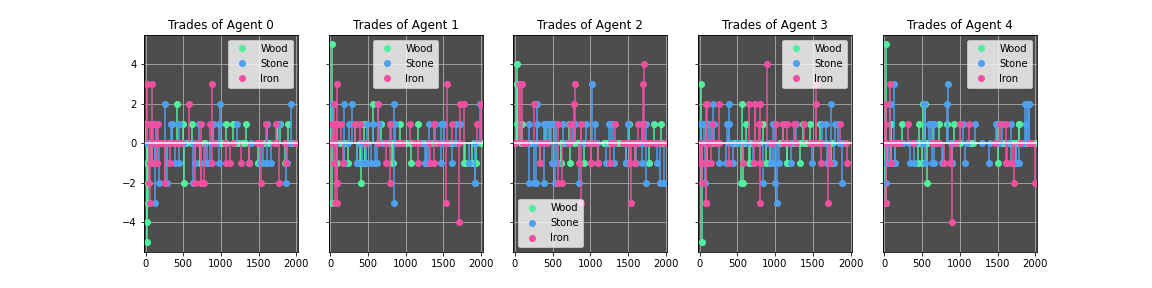 Trades of Agent 0
Trades of Agent 1
Trades of Agent 2
Trades of Agent 3
Trades of Agent 4
Wood
Stone
Iron
Wood
Stone
Iron
Wood
Stone
Iron
Wood
Stone
Iron
Wood
Stone
Iron
4
2
0
−2
−4
0 500 1000 1500 2000
0 500 1000 1500 2000
0 500 1000 1500 2000
0 500 1000 1500 2000
0 500 1000 1500 2000